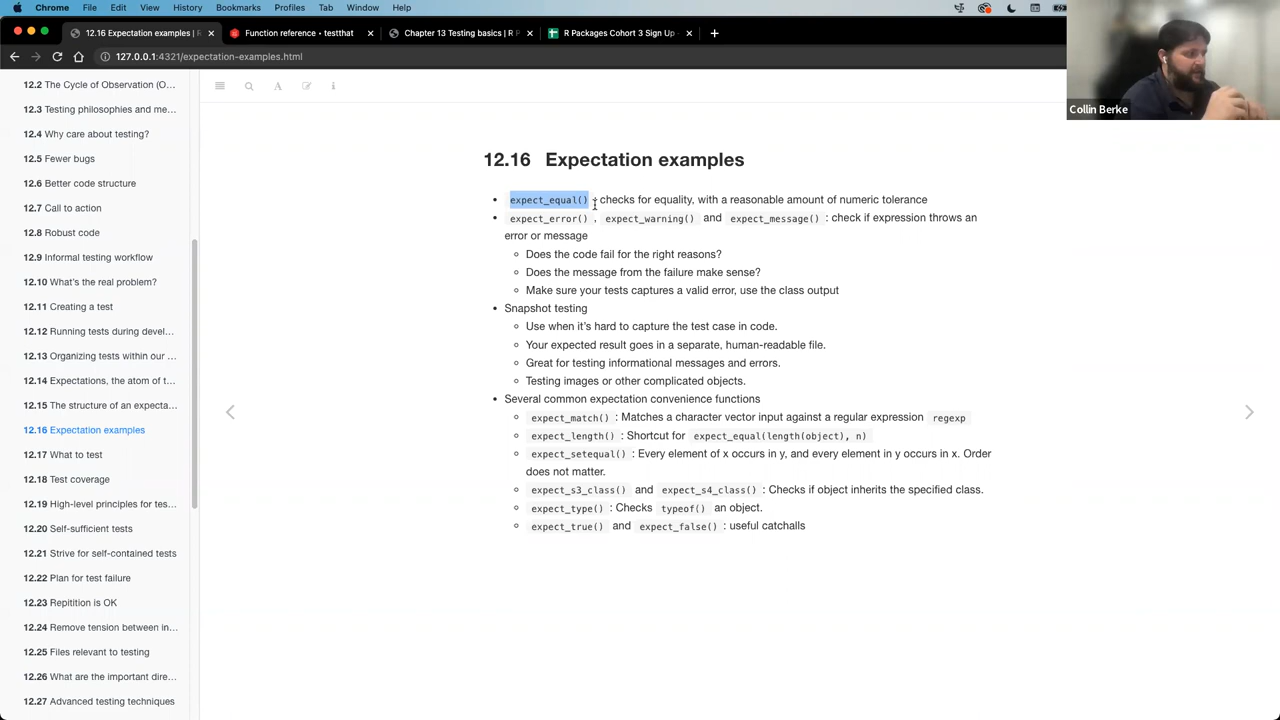 Chrome File Edit View History Bookmarks Profiles Tab Window Help
12.16 Expectation examples | R
Function reference • testthat
Chapter 13 Testing basics | R P
R Packages Cohort 3 Sign Up -
127.0.0.1:4321/expectation-examples.html
Collin Berke
12.2 The Cycle of Observation (O...
12.3 Testing philosophies and me...
12.4 Why care about testing?
12.5 Fewer bugs
12.6 Better code structure
12.7 Call to action
12.8 Robust code
12.9 Informal testing workflow
12.10 What's the real problem?
12.11 Creating a test
12.12 Running tests during devel...
12.13 Organizing tests within our ...
12.14 Expectations, the atom of t...
12.15 The structure of an expecta...
12.16 Expectation examples
12.17 What to test
12.18 Test coverage
12.19 High-level principles for tes...
12.20 Self-sufficient tests
12.21 Strive for self-contained tests
12.22 Plan for test failure
12.23 Repitition is OK
12.24 Remove tension between in...
12.25 Files relevant to testing
12.26 What are the important dire...
12.27 Advanced testing techniques
12.16 Expectation examples
expect_equal() - checks for equality, with a reasonable amount of numeric tolerance
expect_error() , expect_warning() and expect_message() : check if expression throws an
error or message
Does the code fail for the right reasons?
Does the message from the failure make sense?
Make sure your tests captures a valid error, use the class output
Snapshot testing
Use when it's hard to capture the test case in code.
Your expected result goes in a separate, human-readable file.
Great for testing informational messages and errors.
Testing images or other complicated objects.
Several common expectation convenience functions
expect_match() : Matches a character vector input against a regular expression regexp
expect_length() : Shortcut for expect_equal(length(object), n)
expect_setequal() : Every element of x occurs in y, and every element in y occurs in x. Order
does not matter.
expect_s3_class() and expect_s4_class() : Checks if object inherits the specified class.
expect_type() : Checks typeof() an object.
expect_true() and expect_false() : useful catchalls